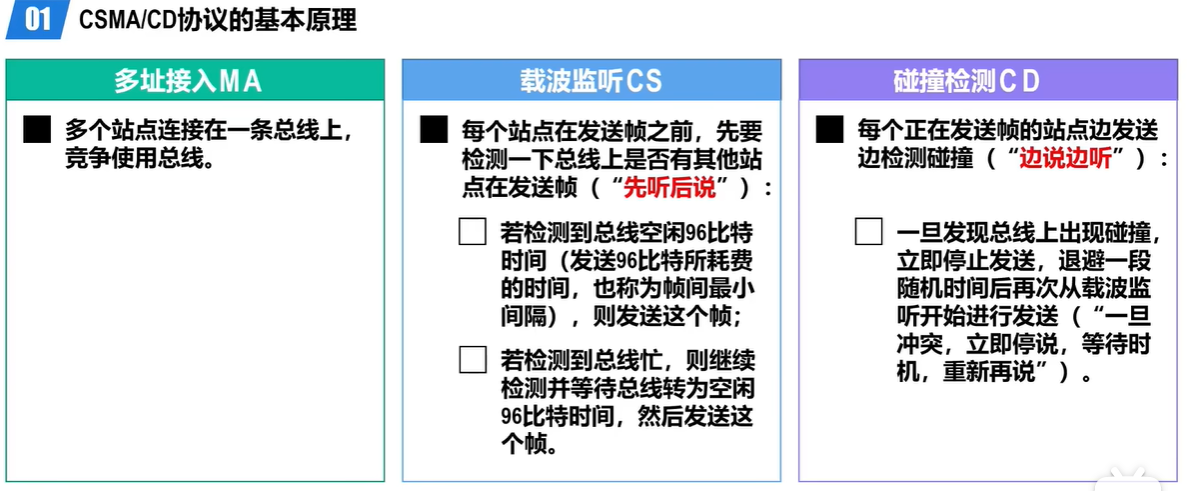 01 CSMA/CD协议的基本原理
多址接入MA
多个站点连接在一条总线上，
竞争使用总线。
载波监听CS
每个站点在发送帧之前，先要
检测一下总线上是否有其他站
点在发送帧（“先听后说”）：
若检测到总线空闲96比特
时间（发送96比特所耗费
的时间，也称为帧间最小
间隔），则发送这个帧；
若检测到总线忙，则继续
检测并等待总线转为空闲
96比特时间，然后发送这
个帧。
碰撞检测CD
每个正在发送帧的站点边发送
边检测碰撞（“边说边听”）：
一旦发现总线上出现碰撞，
立即停止发送，退避一段
随机时间后再次从载波监
听开始进行发送（“一旦
冲突，立即停说，等待时
机，重新再说”）。